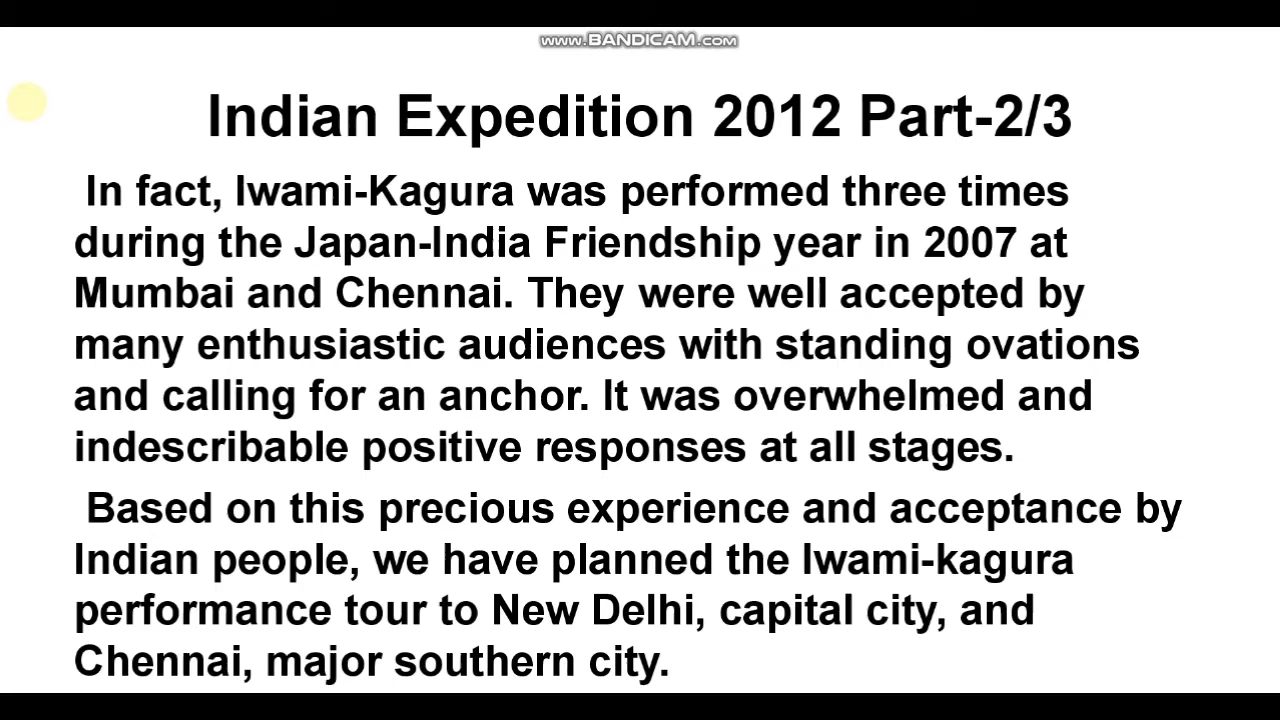 www.BANDICAM.com
Indian Expedition 2012 Part-2/3
In fact, Iwami-Kagura was performed three times
during the Japan-India Friendship year in 2007 at
Mumbai and Chennai. They were well accepted by
many enthusiastic audiences with standing ovations
and calling for an anchor. It was overwhelmed and
indescribable positive responses at all stages.
Based on this precious experience and acceptance by
Indian people, we have planned the Iwami-kagura
performance tour to New Delhi, capital city, and
Chennai, major southern city.